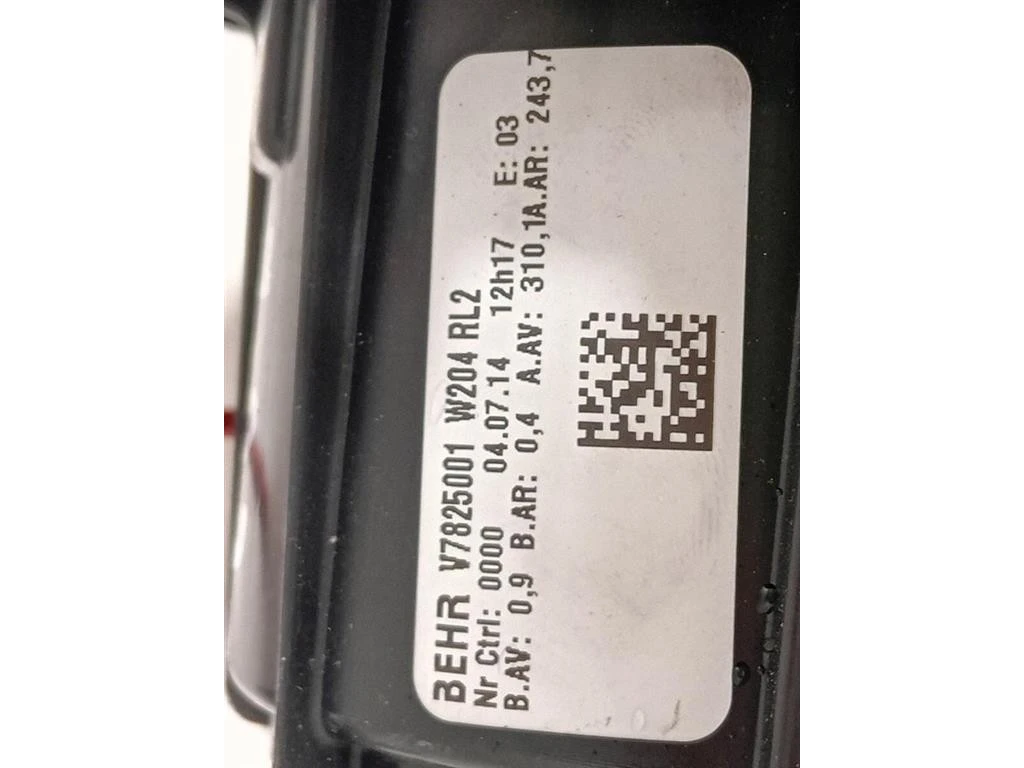 BEHR V7825001 W204 RL2
Nr Ctrl: 0000 04.07.14 12h17 E: 03
B.AV: 0,9 B.AR: 0,4 A.AV: 310,1A.AR: 243,7